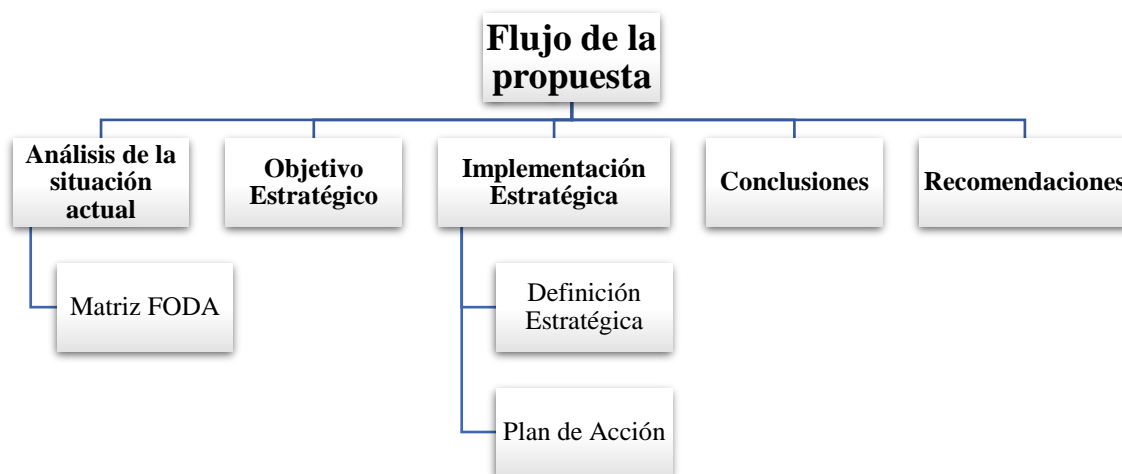 Flujo de la
propuesta
Análisis de la
situación
actual
Objetivo
Estratégico
Implementación
Estratégica
Conclusiones
Recomendaciones
Matriz FODA
Definición
Estratégica
Plan de Acción